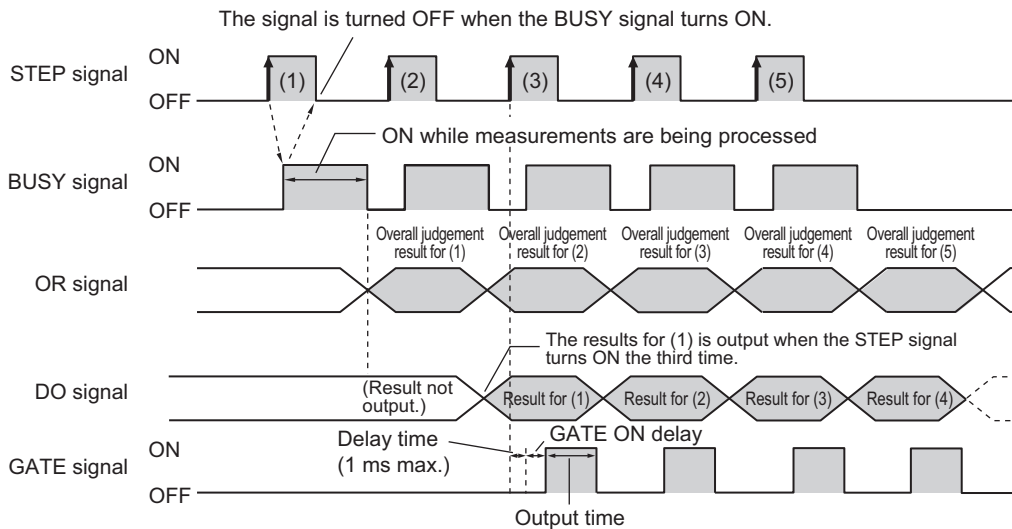 The signal is turned OFF when the BUSY signal turns ON.
ON
STEP signal
(1)
(2)
(3)
(4)
(5)
OFF
ON while measurements are being processed
ON
BUSY signal
OFF
Overall judgement
result for (1)
Overall judgement
result for (2)
Overall judgement
result for (3)
Overall judgement
result for (4)
Overall judgement
result for (5)
OR signal
The results for (1) is output when the STEP signal
turns ON the third time.
DO signal
(Result not
output.)
Result for (1)
Result for (2)
Result for (3)
Result for (4)
Delay time
(1 ms max.)
GATE ON delay
ON
GATE signal
OFF
Output time